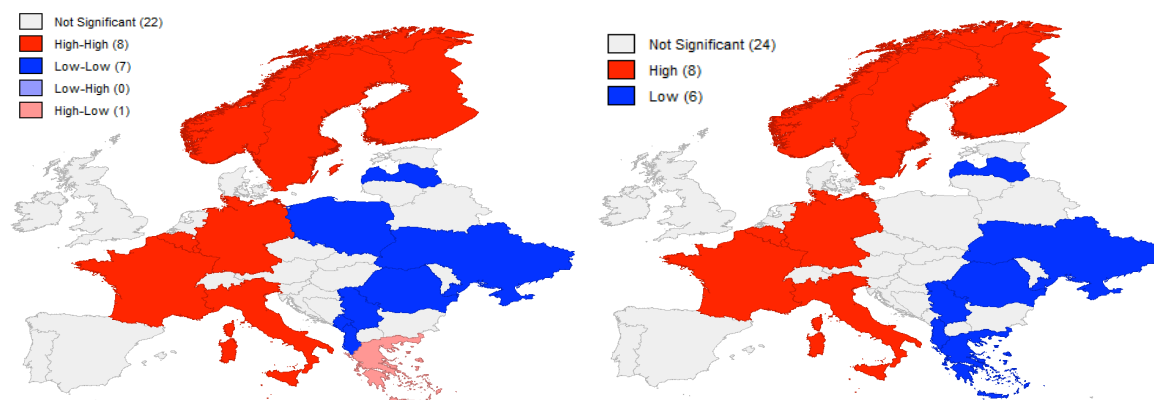 Not Significant (22)
High-High (8)
Low-Low (7)
Low-High (0)
High-Low (1)
Not Significant (24)
High (8)
Low (6)